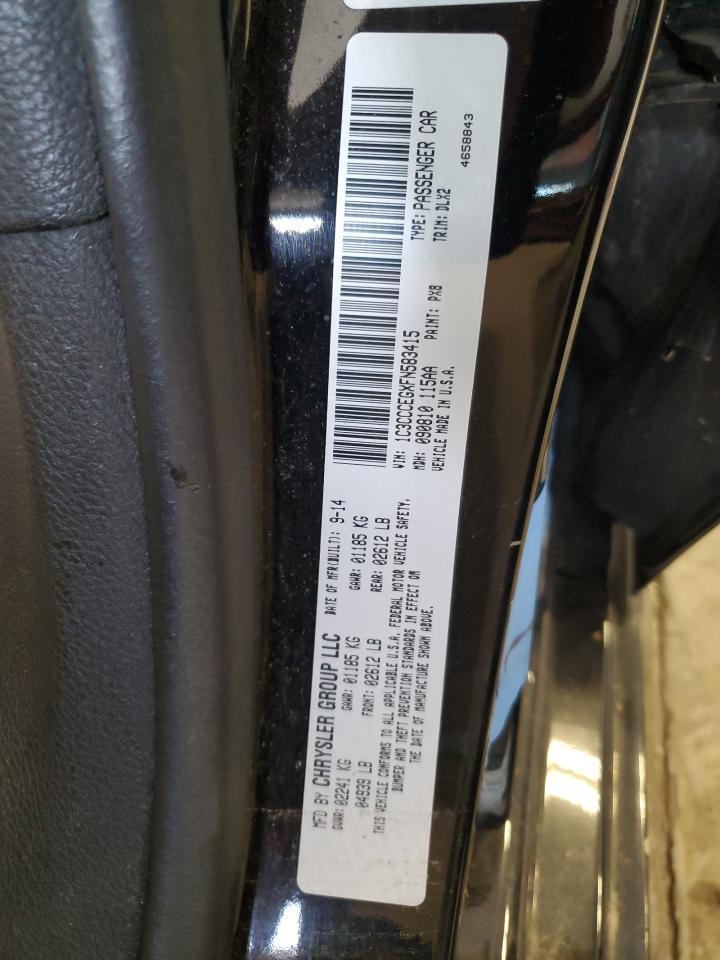 MFD BY CHRYSLER GROUP LLC
DATE OF MFR(BUILT): 9-14
GVWR: 02241 KG
GAWR: 01185 KG
GAWR: 01185 KG
04939 LB
FRONT: 02612 LB
REAR: 02612 LB
THIS VEHICLE CONFORMS TO ALL APPLICABLE U.S.A. FEDERAL MOTOR VEHICLE SAFETY,
BUMPER AND THEFT PREVENTION STANDARDS IN EFFECT ON
THE DATE OF MANUFACTURE SHOWN ABOVE.
VIN: 1C3CCCEGXFN583415
TYPE: PASSENGER CAR
MDH: 090810 115AA
PAINT: PX8
TRIM: DLX2
VEHICLE MADE IN U.S.A.
4658843